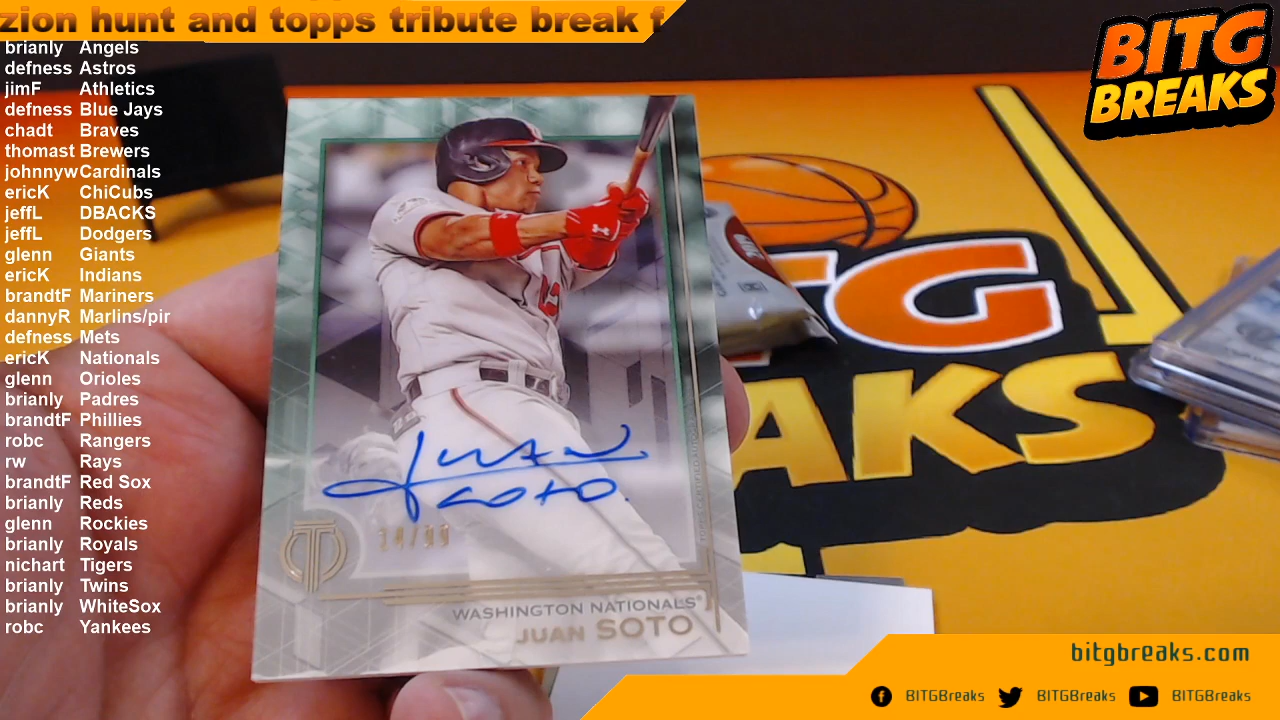 zion hunt and topps tribute break f
BITG
BREAKS
brianly Angels
defness Astros
jimF Athletics
defness Blue Jays
chadt Braves
thomast Brewers
johnnyw Cardinals
ericK ChiCubs
jeffL DBACKS
jeffL Dodgers
glenn Giants
ericK Indians
brandtF Mariners
dannyR Marlins/pir
defness Mets
ericK Nationals
glenn Orioles
brianly Padres
brandtF Phillies
robc Rangers
rw Rays
brandtF Red Sox
brianly Reds
glenn Rockies
brianly Royals
nichart Tigers
brianly Twins
brianly WhiteSox
robc Yankees
JUAN
SOTO
WASHINGTON NATIONALS®
JUAN SOTO
TG
AKS
bitgbreaks.com
BITGBreaks BITGBreaks BITGBreaks